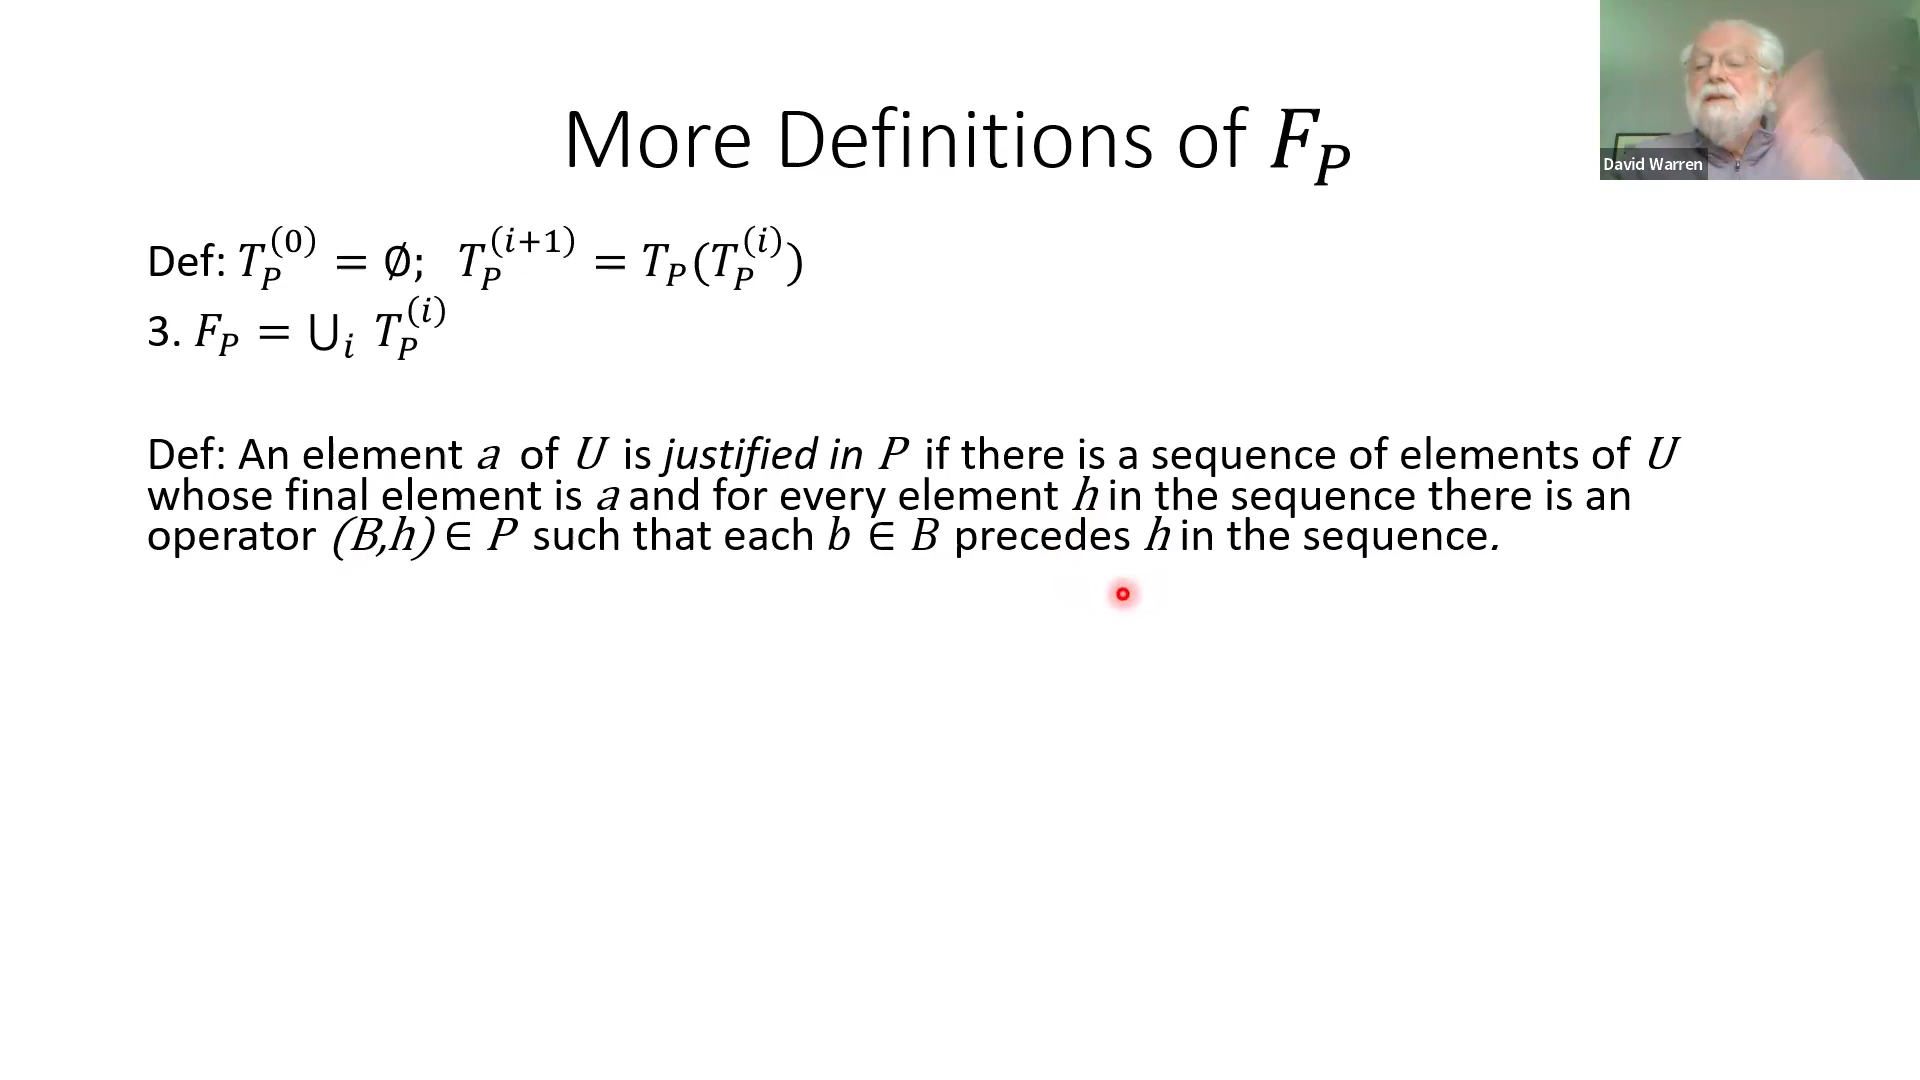 More Definitions of F_P
David Warren
Def: T_P^(0) = ∅; T_P^(i+1) = T_P(T_P^(i))
3. F_P = ⋃_i T_P^(i)
Def: An element a of U is justified in P if there is a sequence of elements of U
whose final element is a and for every element h in the sequence there is an
operator (B,h) ∈ P such that each b ∈ B precedes h in the sequence.